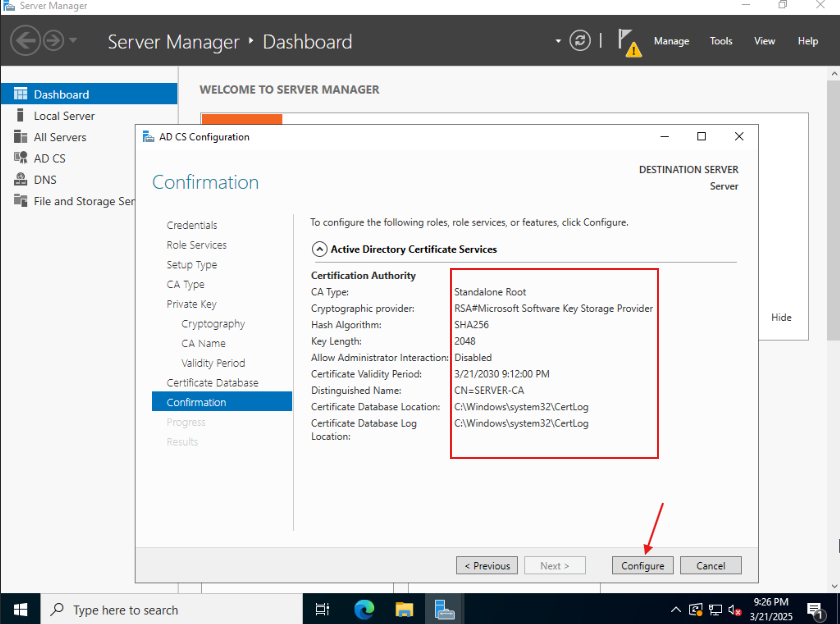 Server Manager
Server Manager • Dashboard
Manage Tools View Help
Dashboard
Local Server
All Servers
AD CS
DNS
File and Storage Ser
WELCOME TO SERVER MANAGER
Hide
AD CS Configuration
Confirmation
DESTINATION SERVER
Server
Credentials
Role Services
Setup Type
CA Type
Private Key
Cryptography
CA Name
Validity Period
Certificate Database
Confirmation
Progress
Results
To configure the following roles, role services, or features, click Configure.
Active Directory Certificate Services
Certification Authority
CA Type: Standalone Root
Cryptographic provider: RSA#Microsoft Software Key Storage Provider
Hash Algorithm: SHA256
Key Length: 2048
Allow Administrator Interaction: Disabled
Certificate Validity Period: 3/21/2030 9:12:00 PM
Distinguished Name: CN=SERVER-CA
Certificate Database Location: C:\Windows\system32\CertLog
Certificate Database Log C:\Windows\system32\CertLog
Location:
< Previous Next > Configure Cancel
Type here to search
9:26 PM
3/21/2025
1